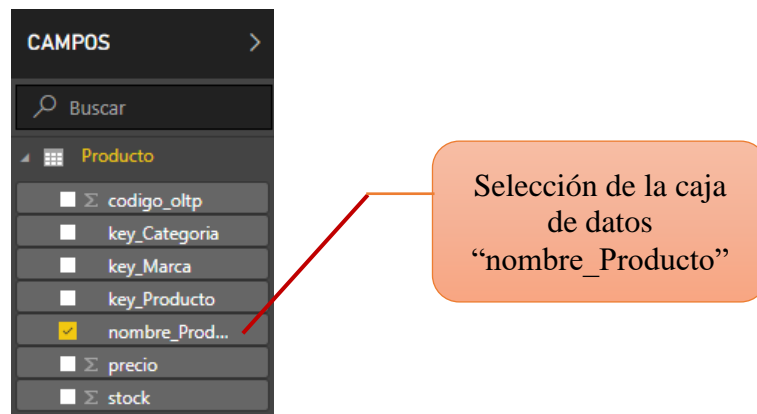 CAMPOS
Buscar
Producto
Σ codigo_oltp
key_Categoria
key_Marca
key_Producto
nombre_Prod...
Σ precio
Σ stock
Selección de la caja
de datos
“nombre_Producto”